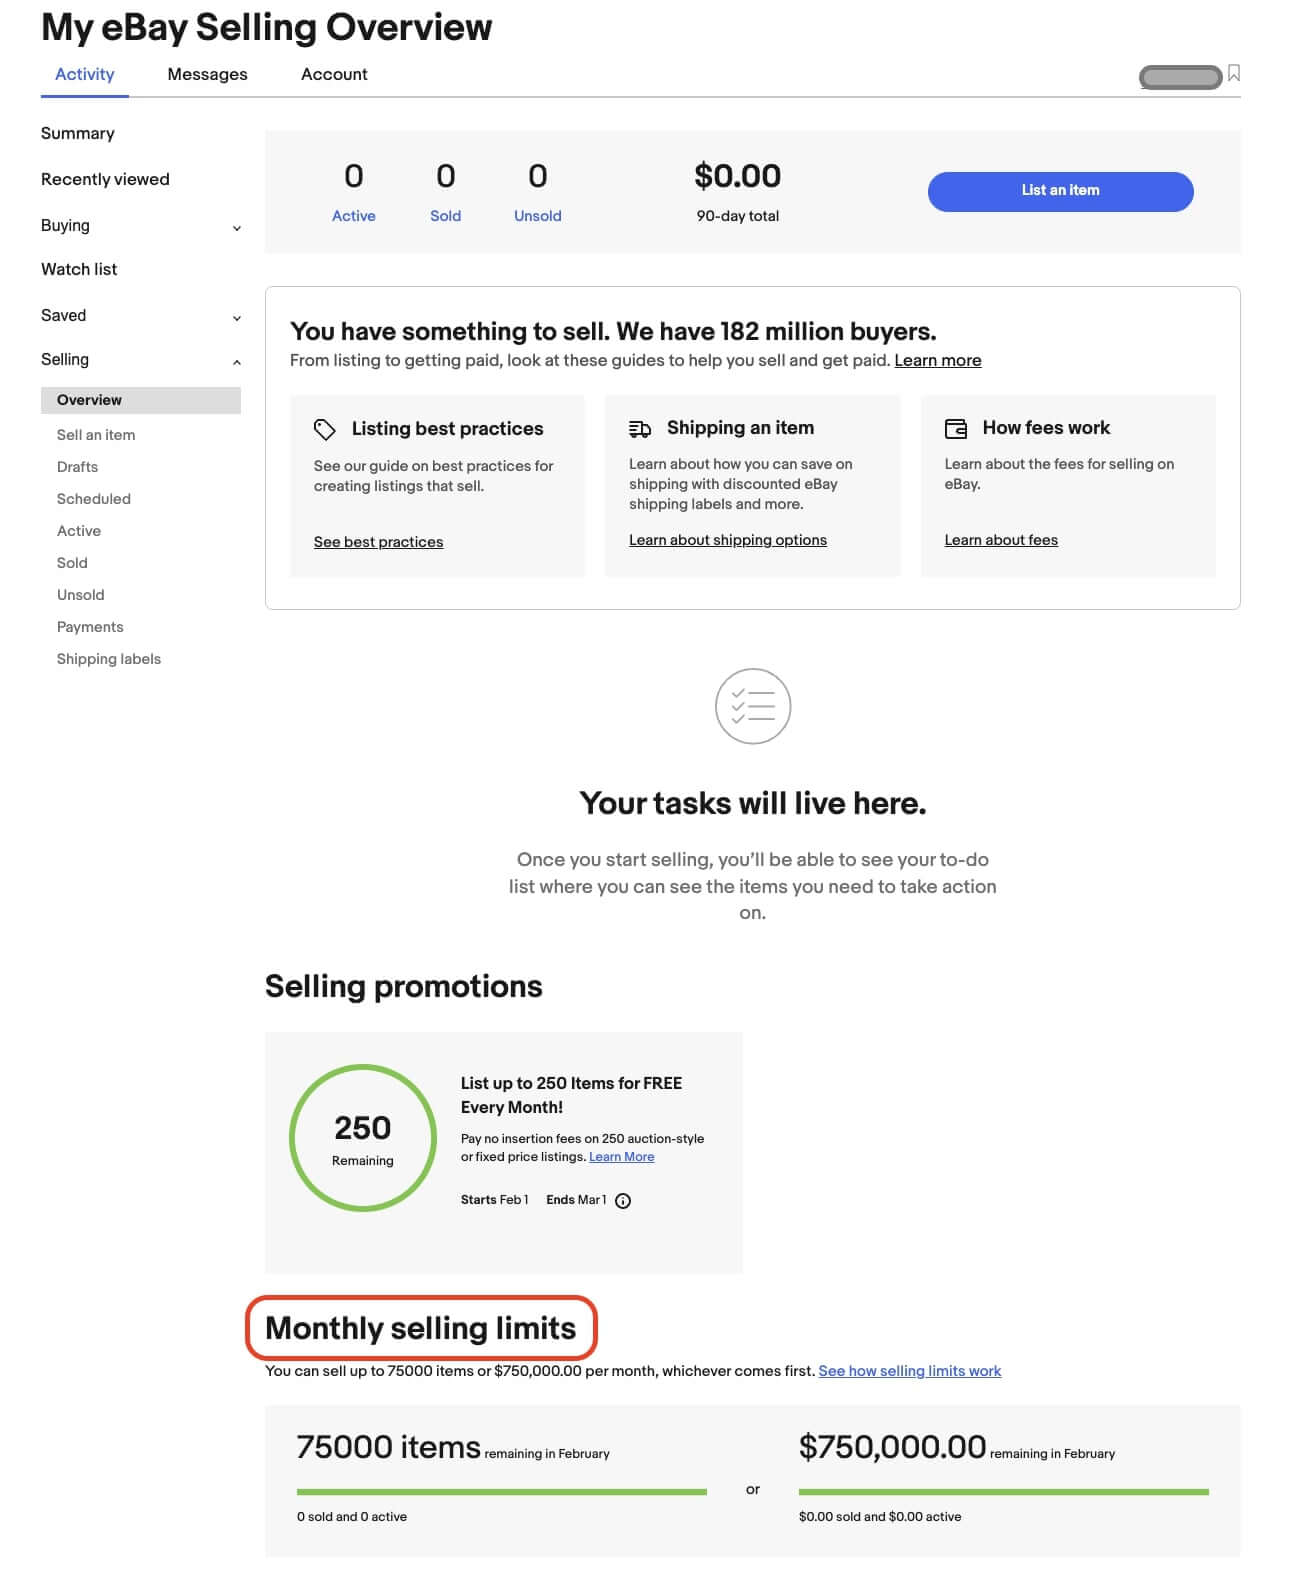 My eBay Selling Overview
Activity
Messages
Account
Summary
Recently viewed
Buying
Watch list
Saved
Selling
Overview
Sell an item
Drafts
Scheduled
Active
Sold
Unsold
Payments
Shipping labels
0
0
0
$0.00
Active
Sold
Unsold
90-day total
List an item
You have something to sell. We have 182 million buyers.
From listing to getting paid, look at these guides to help you sell and get paid. Learn more
Listing best practices
See our guide on best practices for
creating listings that sell.
See best practices
Shipping an item
Learn about how you can save on
shipping with discounted eBay
shipping labels and more.
Learn about shipping options
How fees work
Learn about the fees for selling on
eBay.
Learn about fees
Your tasks will live here.
Once you start selling, you’ll be able to see your to-do
list where you can see the items you need to take action
on.
Selling promotions
250
Remaining
List up to 250 Items for FREE
Every Month!
Pay no insertion fees on 250 auction-style
or fixed price listings. Learn More
Starts Feb 1 Ends Mar 1
Monthly selling limits
You can sell up to 75000 items or $750,000.00 per month, whichever comes first. See how selling limits work
75000 items remaining in February
0 sold and 0 active
or
$750,000.00 remaining in February
$0.00 sold and $0.00 active